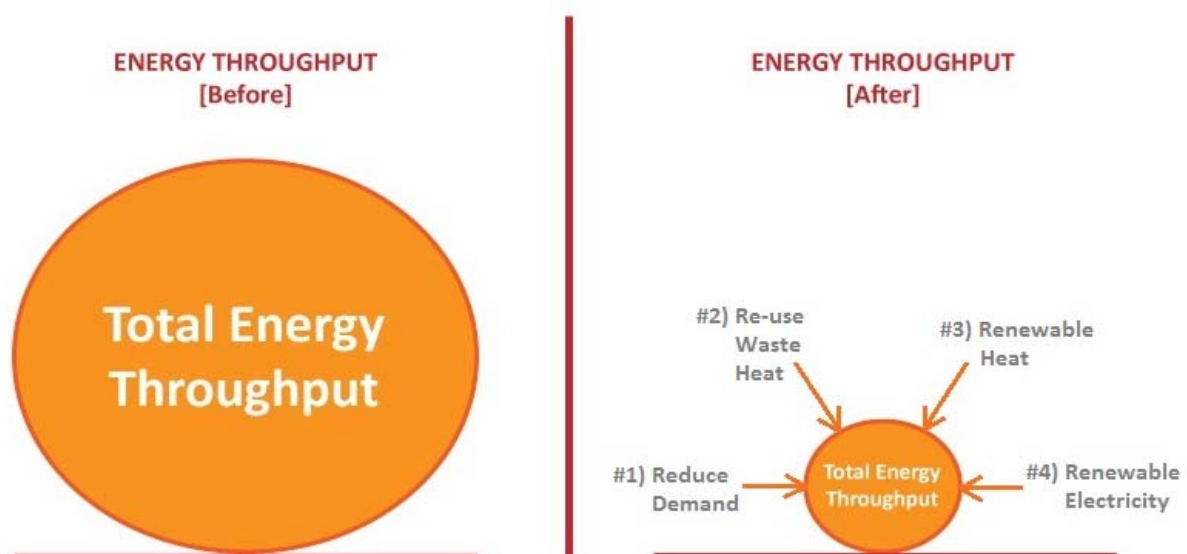 ENERGY THROUGHPUT
[Before]
Total Energy
Throughput
ENERGY THROUGHPUT
[After]
#2) Re-use
Waste
Heat
#3) Renewable
Heat
#1) Reduce
Demand
Total Energy
Throughput
#4) Renewable
Electricity